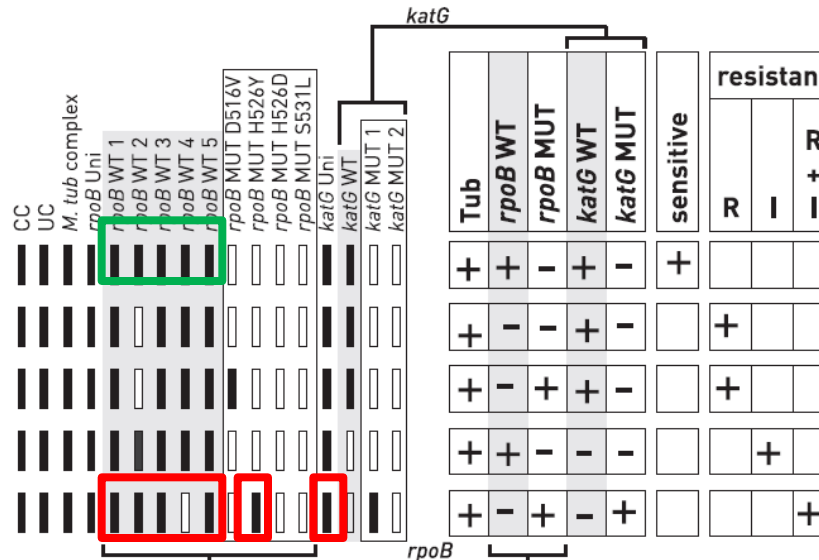 katG
CC
UC
M. tub complex
rpoB Uni
rpoB WT 1
rpoB WT 2
rpoB WT 3
rpoB WT 4
rpoB WT 5
rpoB MUT D516V
rpoB MUT H526Y
rpoB MUT H526D
rpoB MUT S531L
katG Uni
katG WT
katG MUT 1
katG MUT 2
Tub
rpoB WT
rpoB MUT
katG WT
katG MUT
sensitive
resistan
R
I
R
+
I
+ + - + - +
+ - - + - +
+ - + + - +
+ + - - - +
+ - + - + +
rpoB